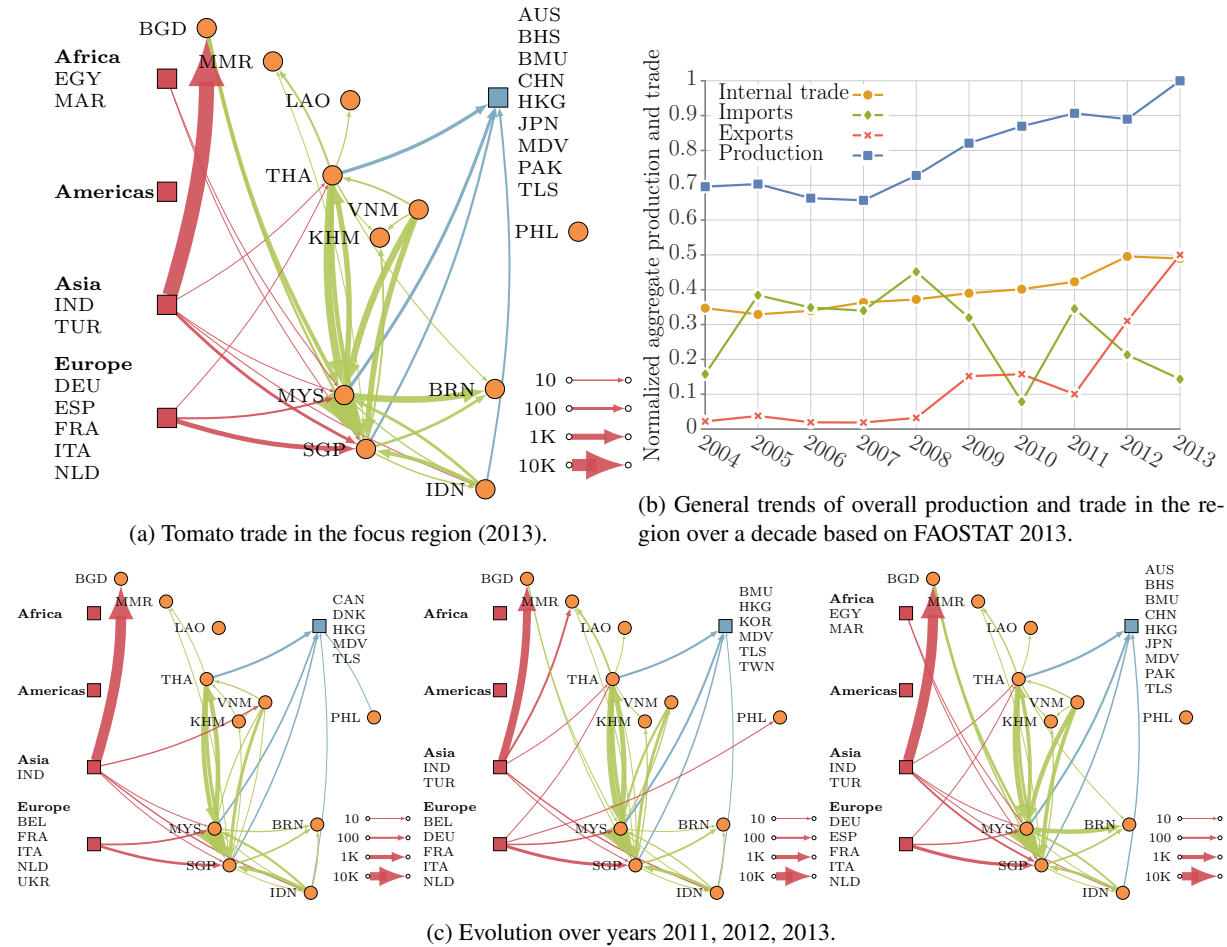 BGD
MMR
LAO
THA
VNM
KHM
MYS
SGP
BRN
IDN
PHL
Africa
EGY
MAR
Americas
Asia
IND
TUR
Europe
DEU
ESP
FRA
ITA
NLD
AUS
BHS
BMU
CHN
HKG
JPN
MDV
PAK
TLS
10
100
1K
10K
(a) Tomato trade in the focus region (2013).
Normalized aggregate production and trade
1
0.9
0.8
0.7
0.6
0.5
0.4
0.3
0.2
0.1
0
Internal trade
Imports
Exports
Production
2004
2005
2006
2007
2008
2009
2010
2011
2012
2013
(b) General trends of overall production and trade in the re-
gion over a decade based on FAOSTAT 2013.
BGD
MMR
LAO
THA
VNM
KHM
PHL
MYS
BRN
SGP
IDN
Africa
Americas
Asia
IND
Europe
BEL
FRA
ITA
NLD
UKR
CAN
DNK
HKG
MDV
TLS
10
100
1K
10K
BGD
MMR
LAO
THA
VNM
KHM
PHL
MYS
BRN
SGP
IDN
Africa
Americas
Asia
IND
TUR
Europe
BEL
DEU
FRA
ITA
NLD
BMU
HKG
KOR
MDV
TLS
TWN
10
100
1K
10K
BGD
MMR
LAO
THA
VNM
KHM
PHL
MYS
BRN
SGP
IDN
Africa
EGY
MAR
Americas
Asia
IND
TUR
Europe
DEU
ESP
FRA
ITA
NLD
AUS
BHS
BMU
CHN
HKG
JPN
MDV
PAK
TLS
10
100
1K
10K
(c) Evolution over years 2011, 2012, 2013.